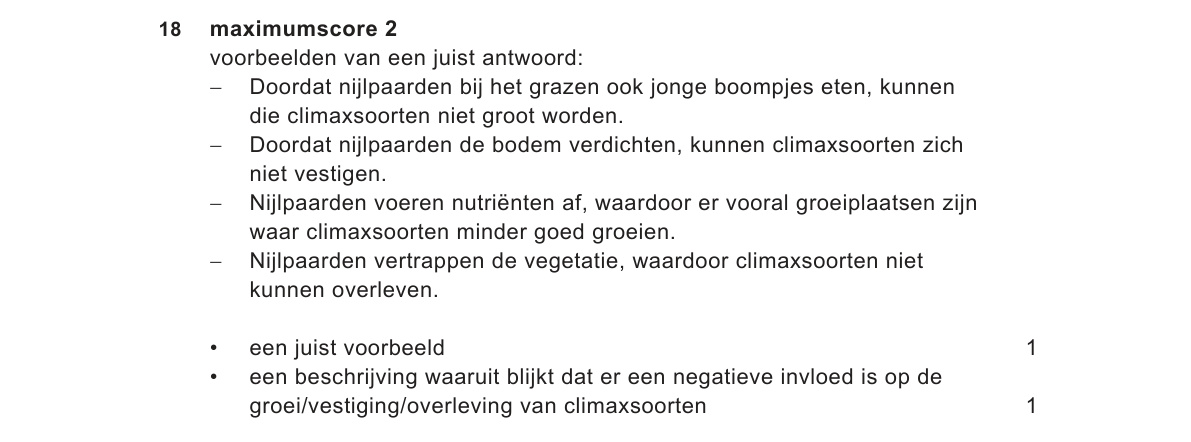 18 maximumscore 2
voorbeelden van een juist antwoord:
– Doordat nijlpaarden bij het grazen ook jonge boompjes eten, kunnen
die climaxsoorten niet groot worden.
– Doordat nijlpaarden de bodem verdichten, kunnen climaxsoorten zich
niet vestigen.
– Nijlpaarden voeren nutriënten af, waardoor er vooral groeiplaatsen zijn
waar climaxsoorten minder goed groeien.
– Nijlpaarden vertrappen de vegetatie, waardoor climaxsoorten niet
kunnen overleven.
• een juist voorbeeld 1
• een beschrijving waaruit blijkt dat er een negatieve invloed is op de
groei/vestiging/overleving van climaxsoorten 1